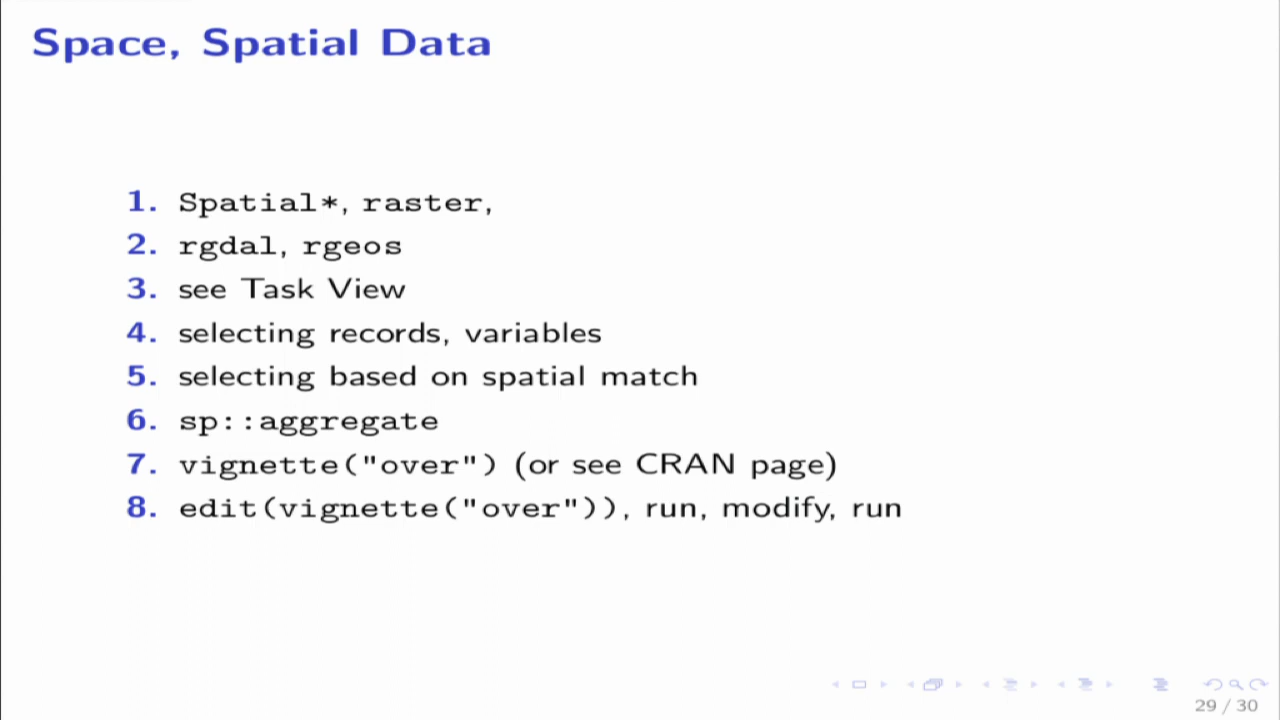 Space, Spatial Data
1. Spatial*, raster,
2. rgdal, rgeos
3. see Task View
4. selecting records, variables
5. selecting based on spatial match
6. sp::aggregate
7. vignette("over") (or see CRAN page)
8. edit(vignette("over")), run, modify, run
29 / 30